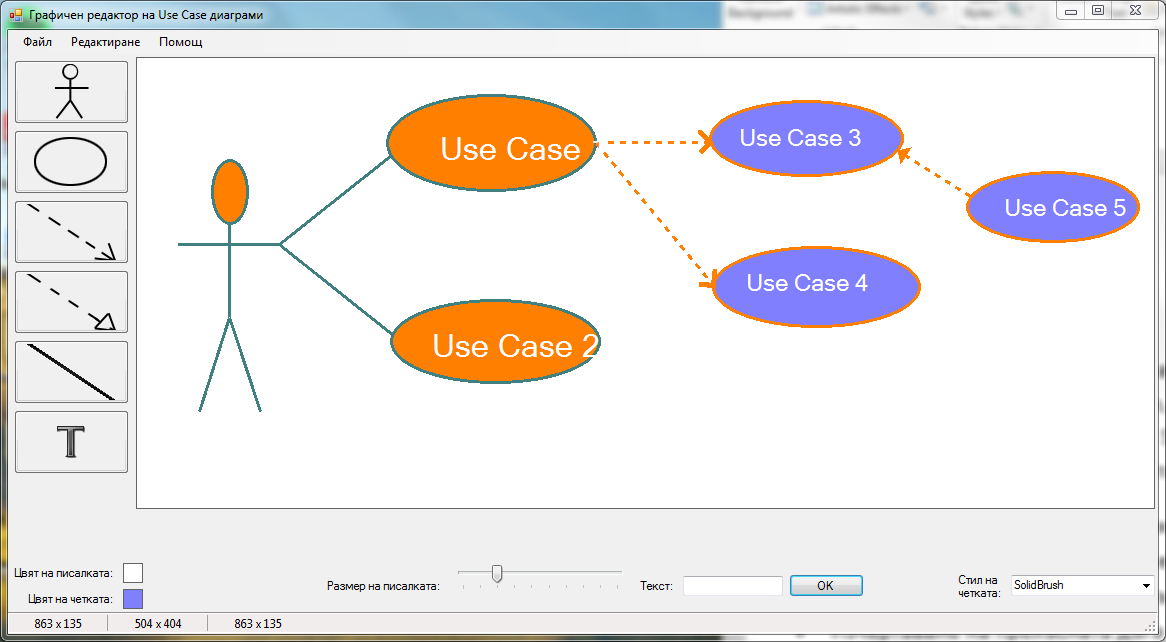 Графичен редактор на Use Case диаграми
Файл Редактиране Помощ
Use Case
Use Case 3
Use Case 5
Use Case 4
Use Case 2
T
Цвят на писалката:
Цвят на четката:
Размер на писалката:
Текст:
OK
Стил на
четката:
SolidBrush
863 x 135 504 x 404 863 x 135